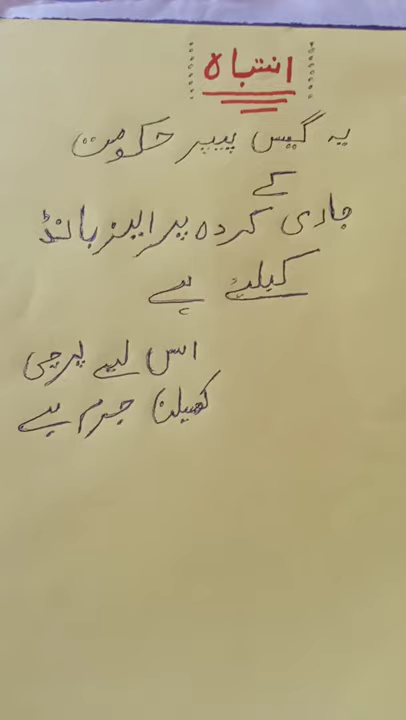 انتباہ
یہ گیس پیپر حکومت
کے
جاری کردہ پرائیز بانڈ
کیلئے ہے
اس لیے پرچی
کھیلنا جرم ہے